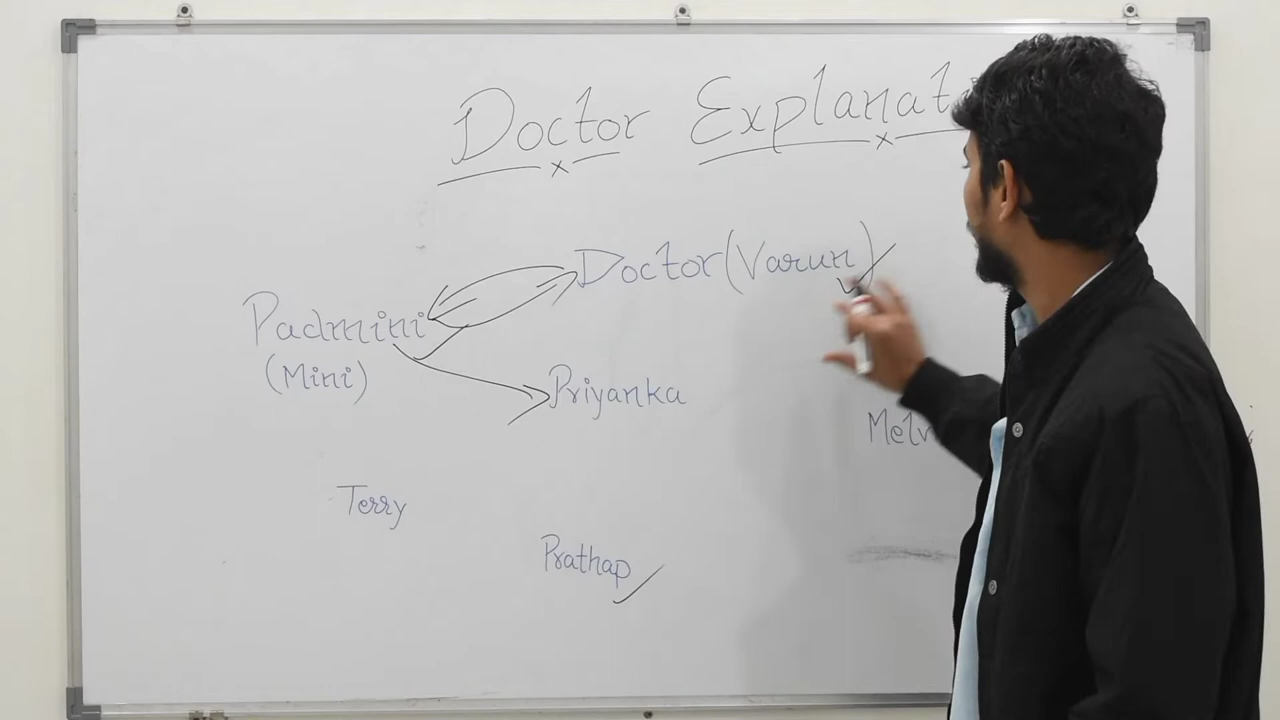 Doctor Explanat
Doctor (Varun)
Padmini
(Mini)
Priyanka
Melv
Terry
Prathap